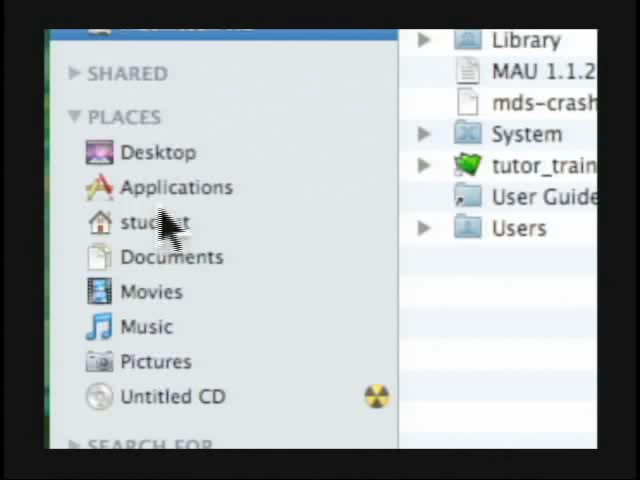 SHARED
PLACES
Desktop
Applications
student
Documents
Movies
Music
Pictures
Untitled CD
SEARCH FOR
Library
MAU 1.1.2
mds-crash
System
tutor_train
User Guide
Users